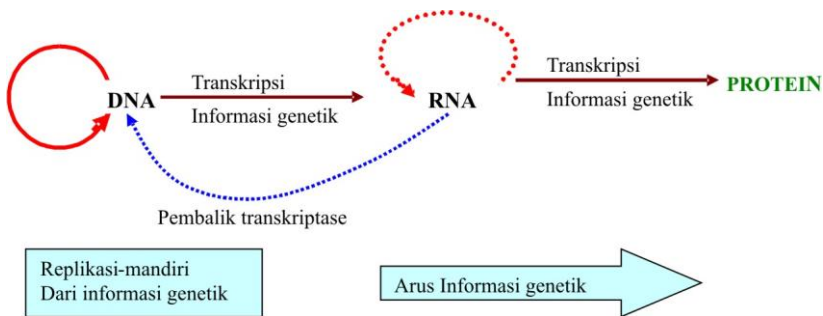 Transkripsi
Transkripsi
DNA
RNA
PROTEIN
Informasi genetik
Informasi genetik
Pembalik transkriptase
Replikasi-mandiri
Dari informasi genetik
Arus Informasi genetik